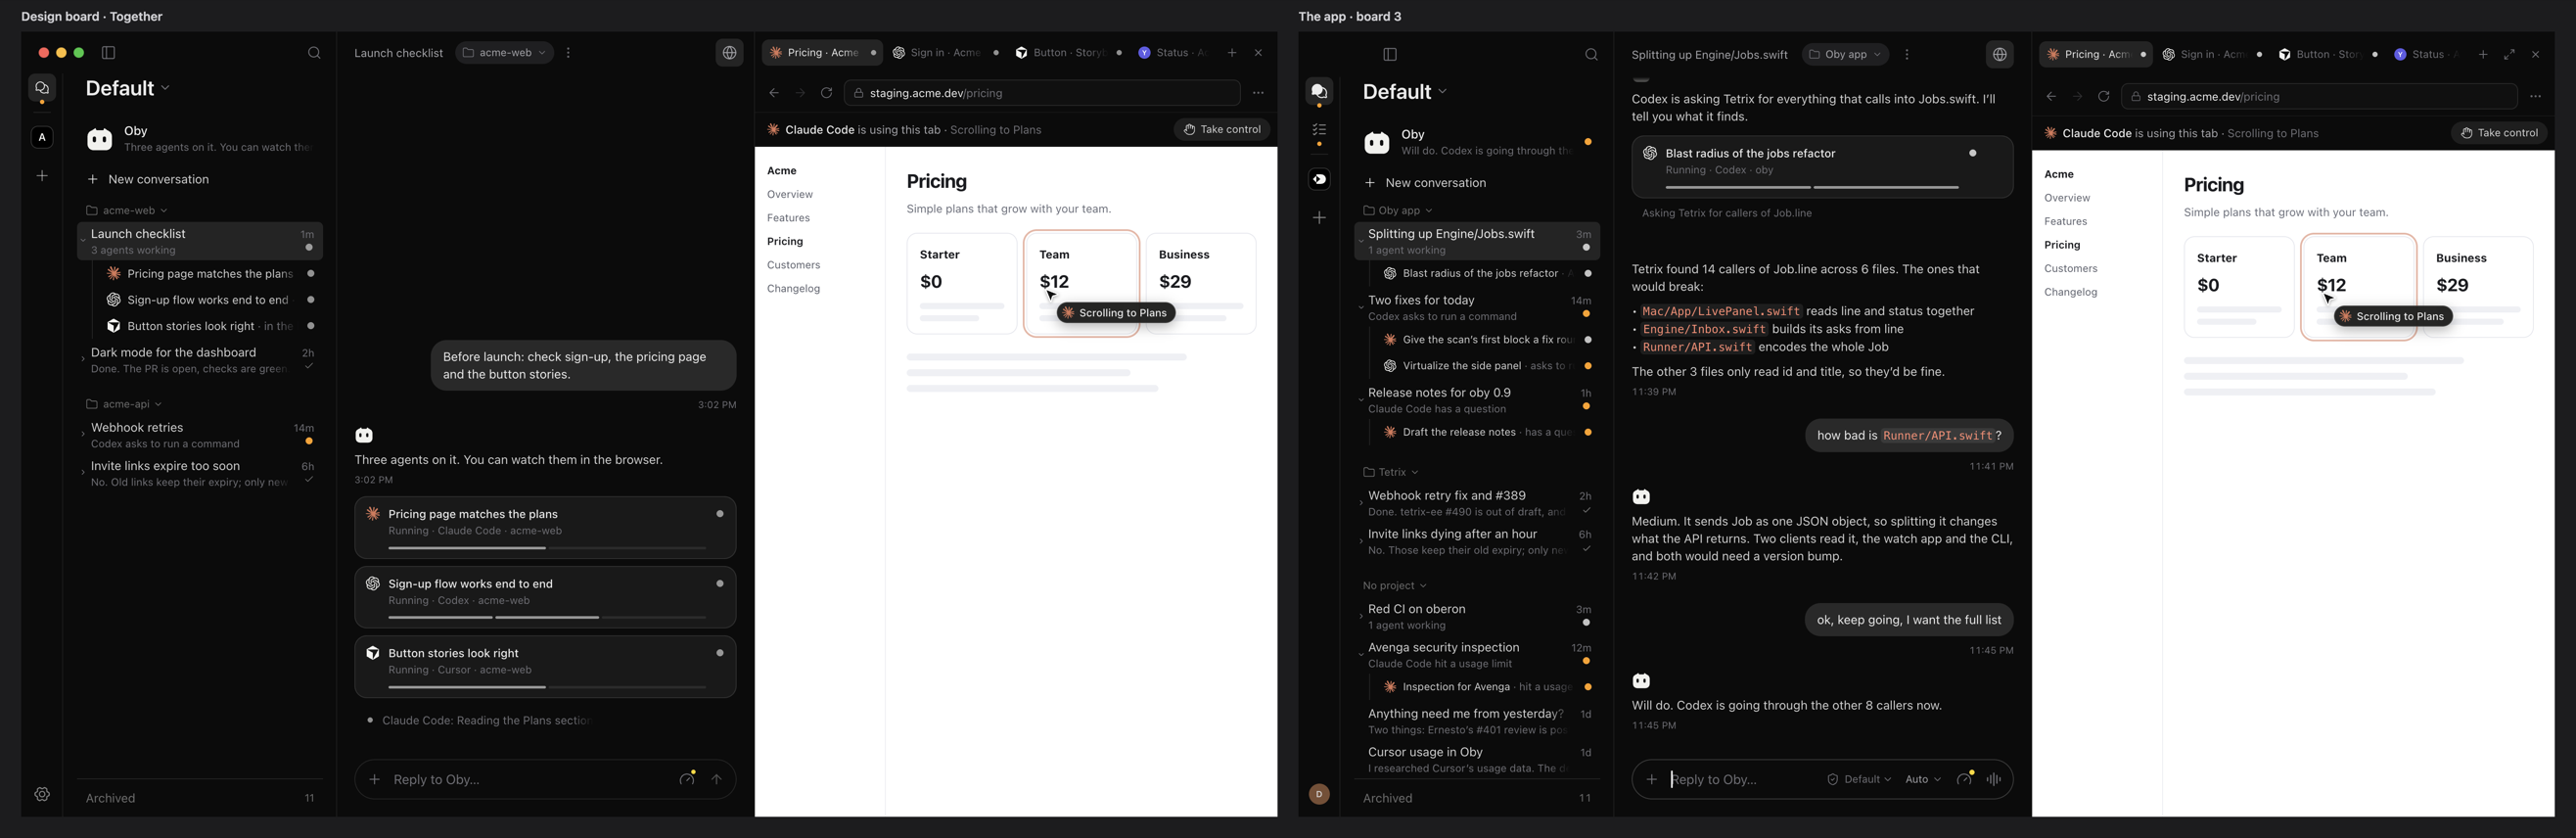 Design board · Together
Default
Oby
Three agents on it. You can watch the
New conversation
acme-web
Launch checklist 1m
3 agents working
Pricing page matches the plans
Sign-up flow works end to end
Button stories look right · in the
Dark mode for the dashboard 2h
Done. The PR is open, checks are green
acme-api
Webhook retries 14m
Codex asks to run a command
Invite links expire too soon 6h
No. Old links keep their expiry; only new
Archived 11
A
Launch checklist acme-web
Before launch: check sign-up, the pricing page
and the button stories.
3:02 PM
Three agents on it. You can watch them in the browser.
3:02 PM
Pricing page matches the plans
Running · Claude Code · acme-web
Sign-up flow works end to end
Running · Codex · acme-web
Button stories look right
Running · Cursor · acme-web
Claude Code: Reading the Plans section
Reply to Oby...
Pricing · Acme Sign in · Acme Button · Story Y Status · A
staging.acme.dev/pricing
Claude Code is using this tab · Scrolling to Plans Take control
Acme
Overview
Features
Pricing
Customers
Changelog
Pricing
Simple plans that grow with your team.
Starter
$0
Team
$12
Business
$29
Scrolling to Plans
The app · board 3
Default
Oby
Will do. Codex is going through the
New conversation
Oby app
Splitting up Engine/Jobs.swift 3m
1 agent working
Blast radius of the jobs refactor · A
Two fixes for today 14m
Codex asks to run a command
Give the scan's first block a fix rou
Virtualize the side panel · asks to r
Release notes for oby 0.9 1h
Claude Code has a question
Draft the release notes · has a que
Tetrix
Webhook retry fix and #389 2h
Done. tetrix-ee #490 is out of draft, and
Invite links dying after an hour 6h
No. Those keep their old expiry; only ne
No project
Red CI on oberon 3m
1 agent working
Avenga security inspection 12m
Claude Code hit a usage limit
Inspection for Avenga · hit a usage
Anything need me from yesterday? 1d
Two things: Ernesto's #401 review is pos
Cursor usage in Oby 1d
I researched Cursor's usage data. The d
Archived 11
D
Splitting up Engine/Jobs.swift Oby app
Codex is asking Tetrix for everything that calls into Jobs.swift. I'll
tell you what it finds.
Blast radius of the jobs refactor
Running · Codex · oby
Asking Tetrix for callers of Job.line
Tetrix found 14 callers of Job.line across 6 files. The ones that
would break:
• Mac/App/LivePanel.swift reads line and status together
• Engine/Inbox.swift builds its asks from line
• Runner/API.swift encodes the whole Job
The other 3 files only read id and title, so they'd be fine.
11:39 PM
how bad is Runner/API.swift?
11:41 PM
Medium. It sends Job as one JSON object, so splitting it changes
what the API returns. Two clients read it, the watch app and the CLI,
and both would need a version bump.
11:42 PM
ok, keep going, I want the full list
11:45 PM
Will do. Codex is going through the other 8 callers now.
11:45 PM
Reply to Oby... Default Auto
Pricing · Acm Sign in · Acm Button · Stor Y Status ·
staging.acme.dev/pricing
Claude Code is using this tab · Scrolling to Plans Take control
Acme
Overview
Features
Pricing
Customers
Changelog
Pricing
Simple plans that grow with your team.
Starter
$0
Team
$12
Business
$29
Scrolling to Plans